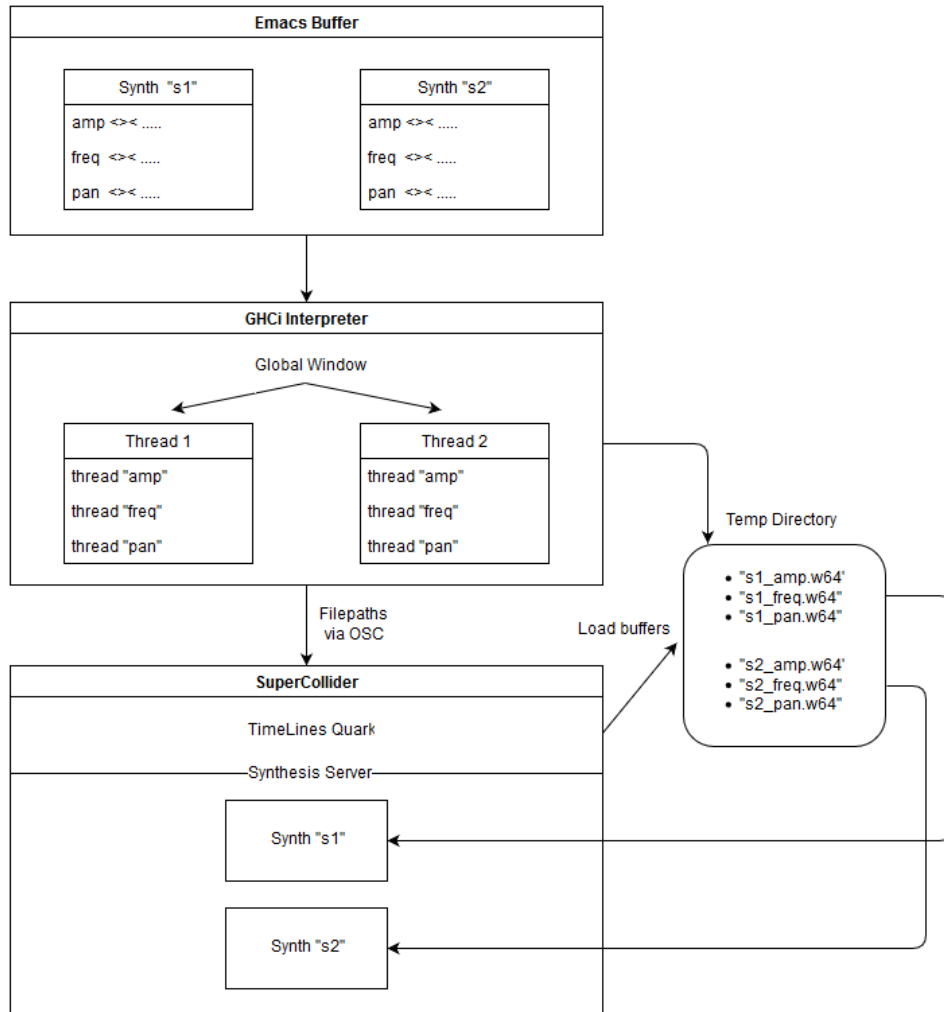 Emacs Buffer
Synth "s1"
amp <>< .....
freq <>< .....
pan <>< .....
Synth "s2"
amp <>< .....
freq <>< .....
pan <>< .....
GHCi Interpreter
Global Window
Thread 1
thread "amp"
thread "freq"
thread "pan"
Thread 2
thread "amp"
thread "freq"
thread "pan"
Temp Directory
• "s1_amp.w64'
• "s1_freq.w64"
• "s1_pan.w64"
• "s2_amp.w64'
• "s2_freq.w64"
• "s2_pan.w64"
Filepaths
via OSC
Load buffers
SuperCollider
TimeLines Quark
Synthesis Server
Synth "s1"
Synth "s2"